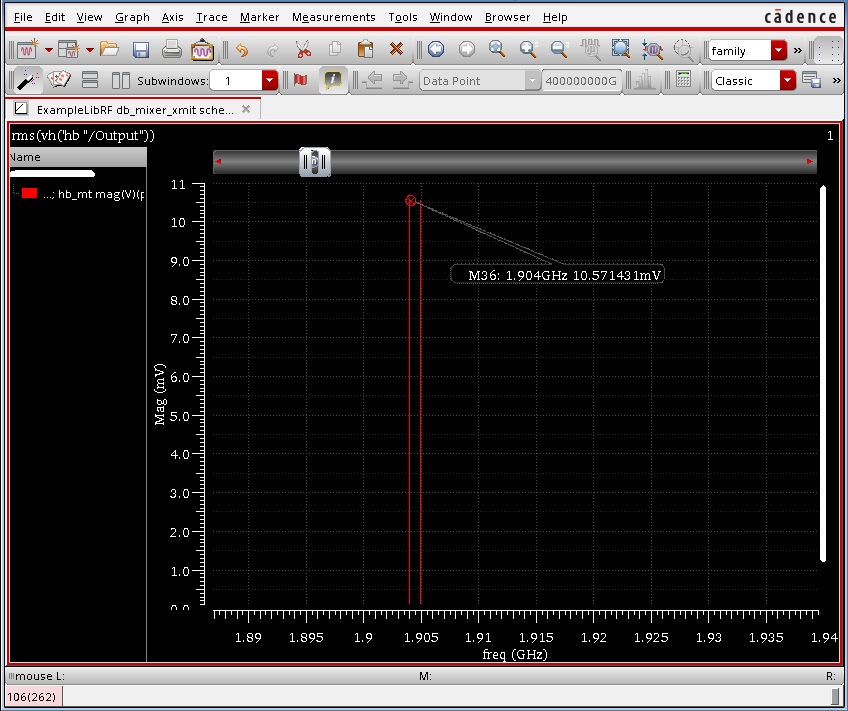 File Edit View Graph Axis Trace Marker Measurements Tools Window Browser Help cādence
family »
Subwindows: 1 Data Point 400000000G Classic »
ExampleLibRF db_mixer_xmit sche...
rms(vh('hb "/Output")) 1
Name
...; hb_mt mag(V)(p
11
10
9.0
8.0
7.0
6.0
5.0
4.0
3.0
2.0
1.0
0.0
Mag (mV)
M36: 1.904GHz 10.571431mV
1.89 1.895 1.9 1.905 1.91 1.915 1.92 1.925 1.93 1.935 1.94
freq (GHz)
mouse L: M: R:
106(262)